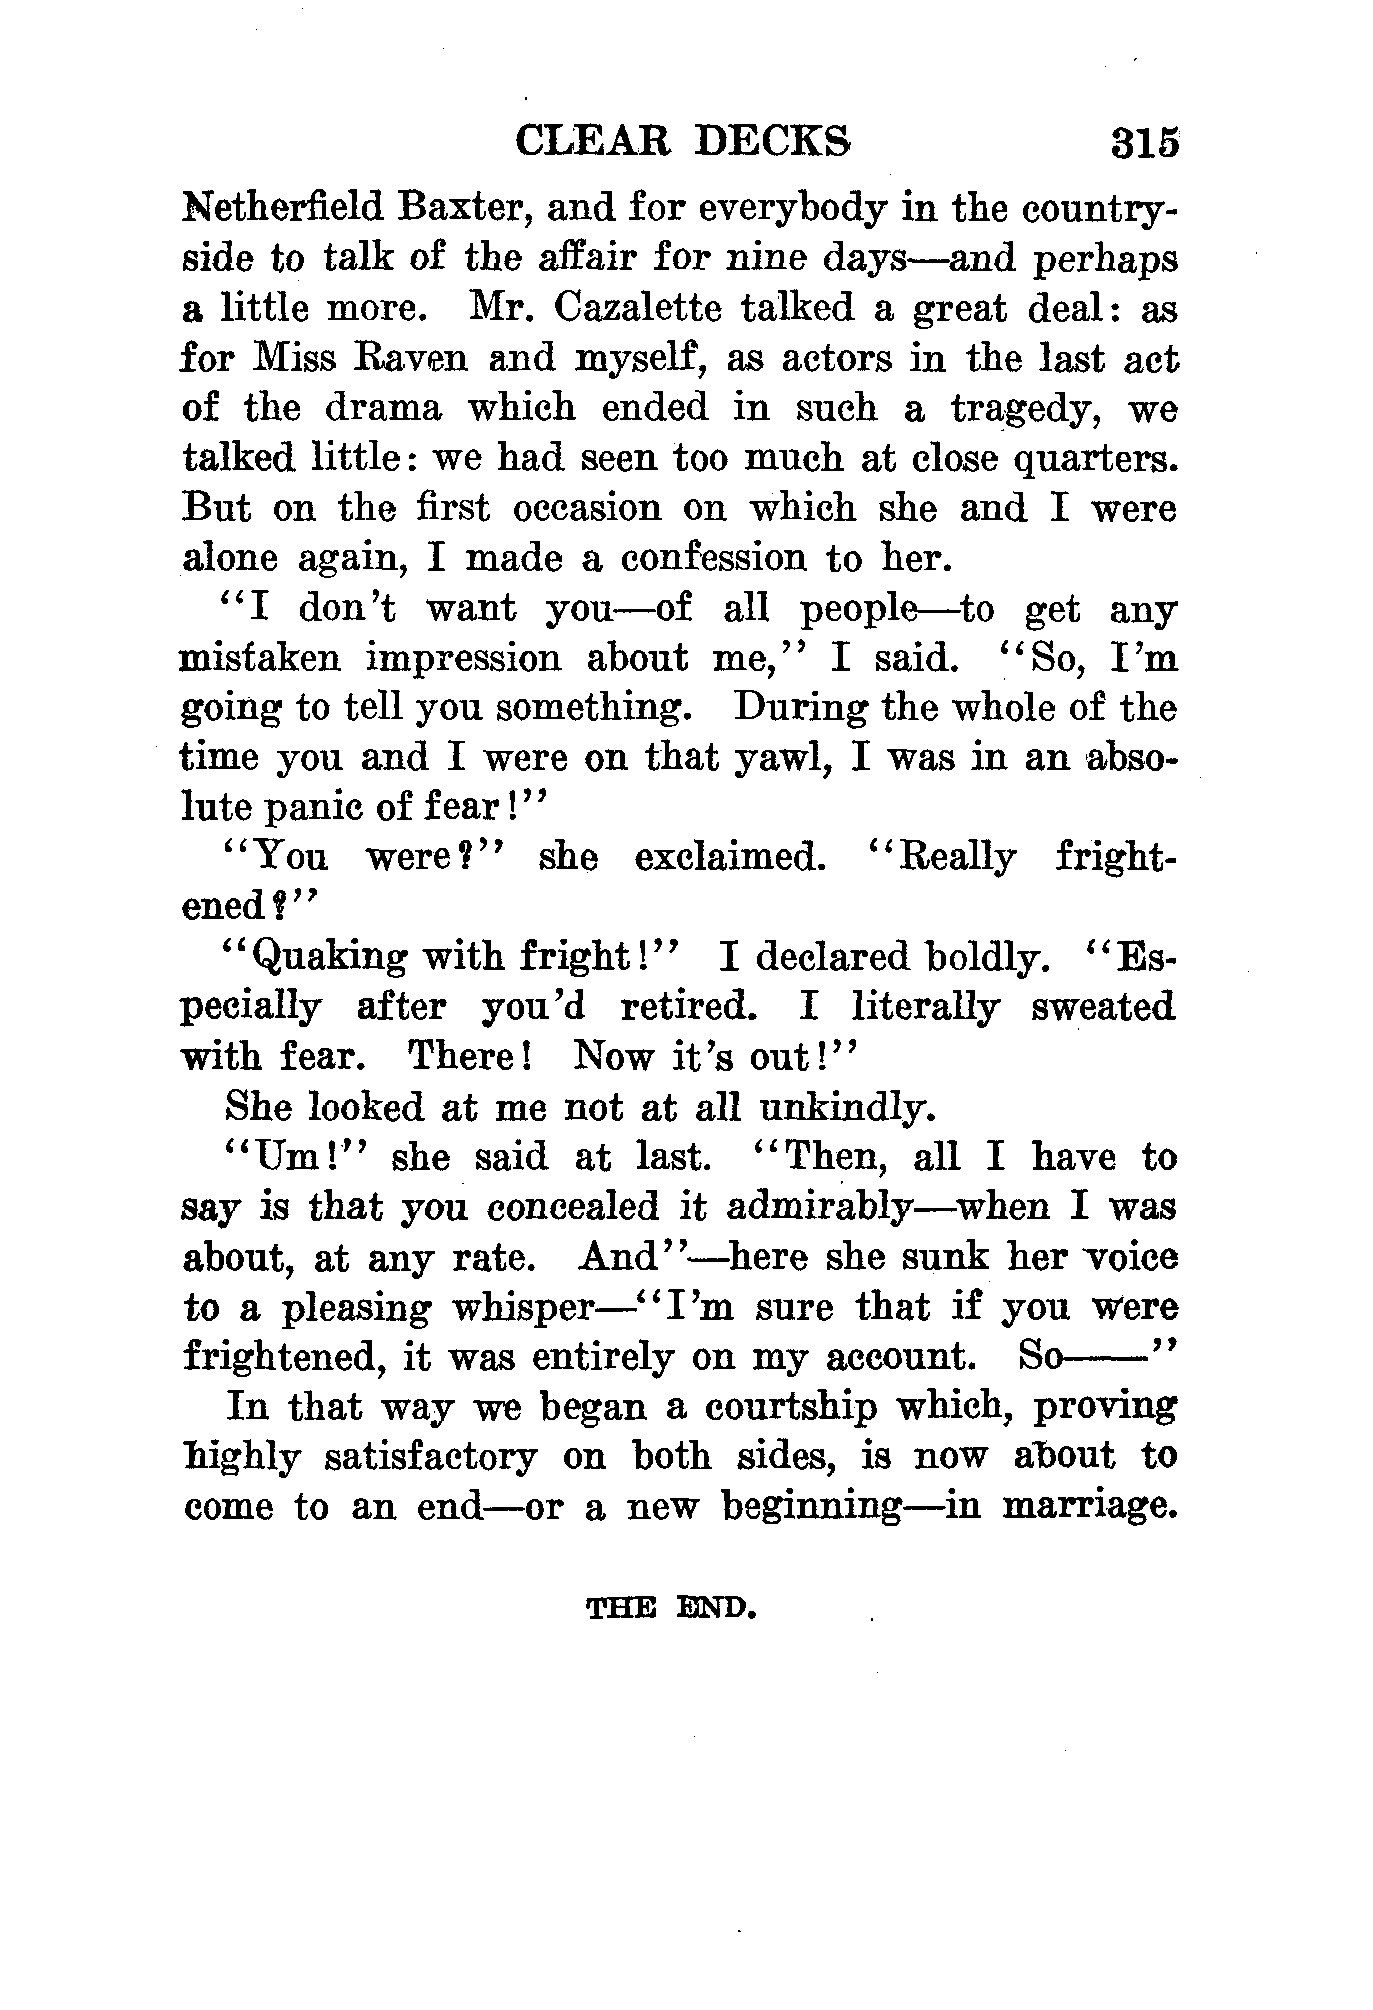 CLEAR DECKS 315
Netherfield Baxter, and for everybody in the country-
side to talk of the affair for nine days—and perhaps
a little more. Mr. Cazalette talked a great deal: as
for Miss Raven and myself, as actors in the last act
of the drama which ended in such a tragedy, we
talked little: we had seen too much at close quarters.
But on the first occasion on which she and I were
alone again, I made a confession to her.
"I don't want you—of all people—to get any
mistaken impression about me," I said. "So, I'm
going to tell you something. During the whole of the
time you and I were on that yawl, I was in an abso-
lute panic of fear!"
"You were?" she exclaimed. "Really fright-
ened?"
"Quaking with fright!" I declared boldly. "Es-
pecially after you'd retired. I literally sweated
with fear. There! Now it's out!"
She looked at me not at all unkindly.
"Um!" she said at last. "Then, all I have to
say is that you concealed it admirably—when I was
about, at any rate. And"—here she sunk her voice
to a pleasing whisper—"I'm sure that if you were
frightened, it was entirely on my account. So——"
In that way we began a courtship which, proving
highly satisfactory on both sides, is now about to
come to an end—or a new beginning—in marriage.
THE END.